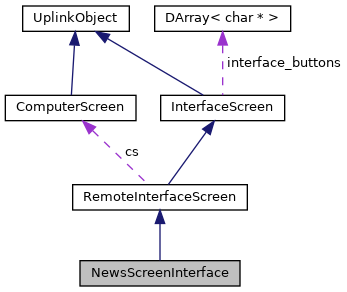 UplinkObject
DArray< char * >
interface_buttons
ComputerScreen
InterfaceScreen
cs
RemoteInterfaceScreen
NewsScreenInterface